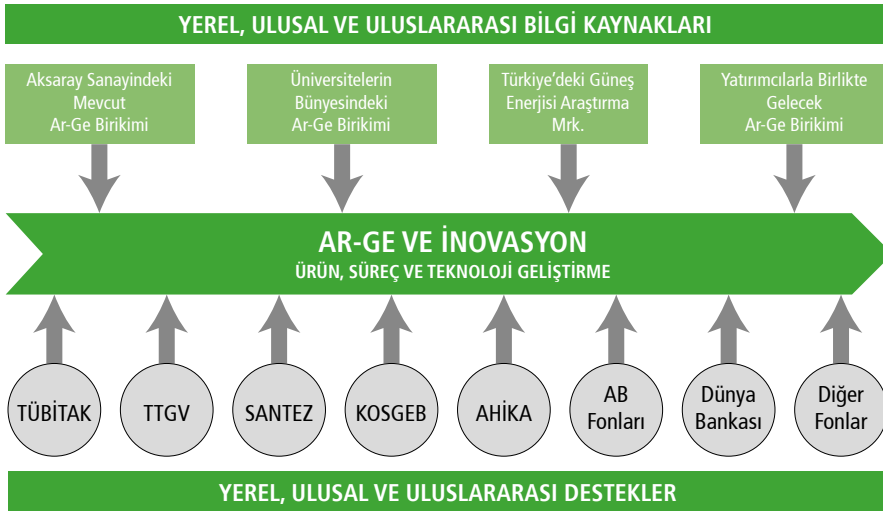 YEREL, ULUSAL VE ULUSLARARASI BİLGİ KAYNAKLARI
Aksaray Sanayindeki
Mevcut
Ar-Ge Birikimi
Üniversitelerin
Bünyesindeki
Ar-Ge Birikimi
Türkiye'deki Güneş
Enerjisi Araştırma
Mrk.
Yatırımcılarla Birlikte
Gelecek
Ar-Ge Birikimi
AR-GE VE İNOVASYON
ÜRÜN, SÜREÇ VE TEKNOLOJİ GELİŞTİRME
TÜBİTAK
TTGV
SANTEZ
KOSGEB
AHİKA
AB
Fonları
Dünya
Bankası
Diğer
Fonlar
YEREL, ULUSAL VE ULUSLARARASI DESTEKLER